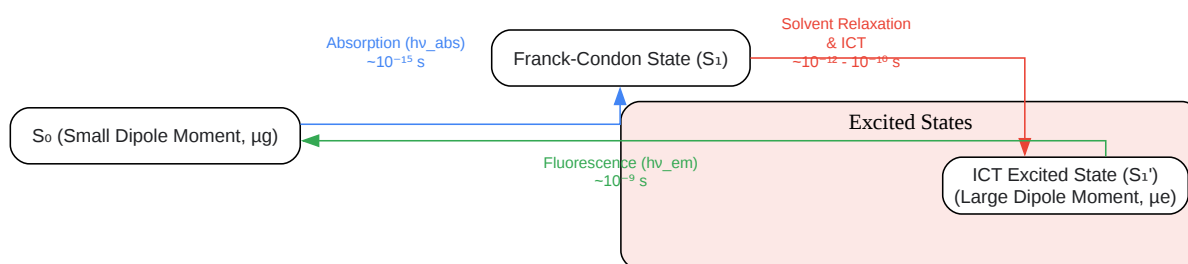 Solvent Relaxation
& ICT
~10⁻¹² - 10⁻¹⁰ s
Absorption (hν_abs)
~10⁻¹⁵ s
Franck-Condon State (S₁)
Excited States
S₀ (Small Dipole Moment, µg)
Fluorescence (hν_em)
~10⁻⁹ s
ICT Excited State (S₁')
(Large Dipole Moment, µe)